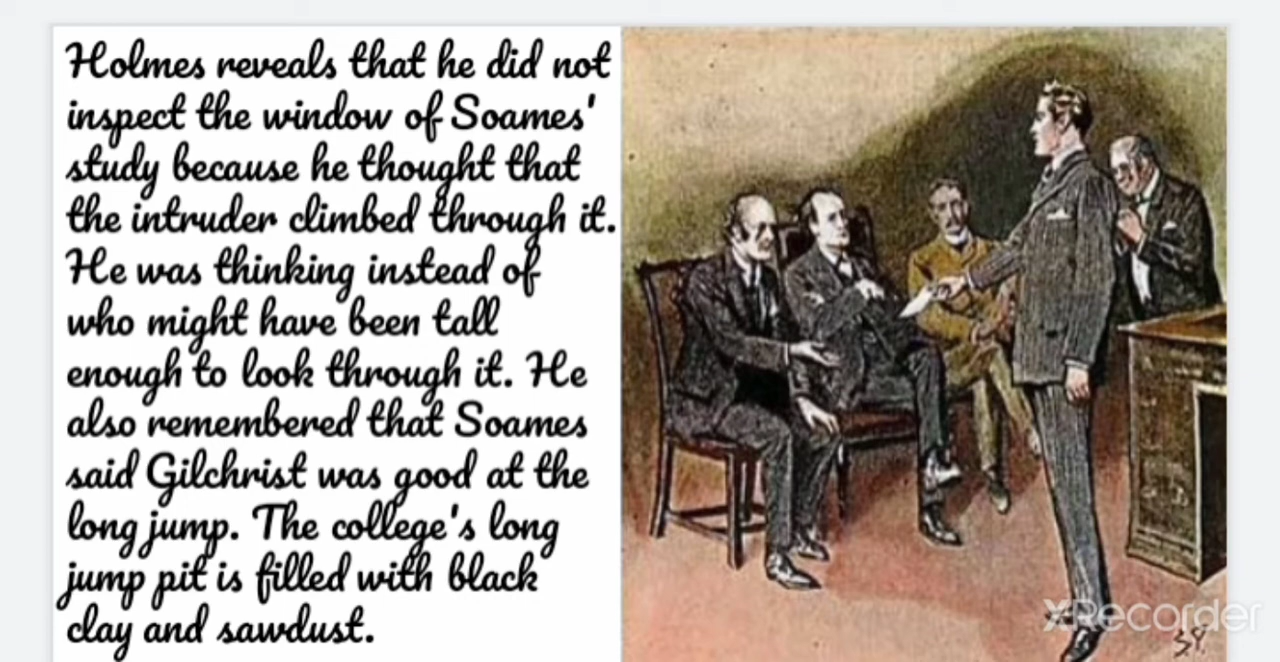 Holmes reveals that he did not
inspect the window of Soames'
study because he thought that
the intruder climbed through it.
He was thinking instead of
who might have been tall
enough to look through it. He
also remembered that Soames
said Gilchrist was good at the
long jump. The college's long
jump pit is filled with black
clay and sawdust.
XRecorder
S.P.